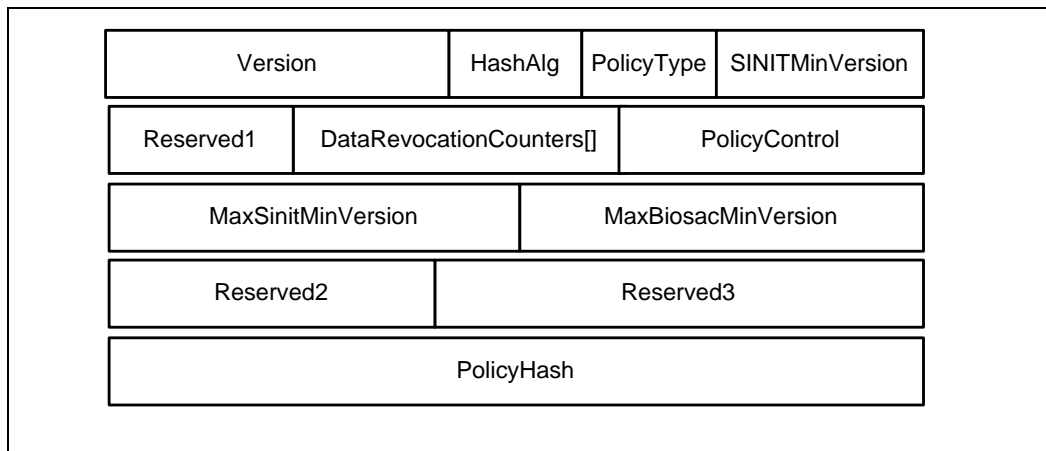 Version HashAlg PolicyType SINITMinVersion
Reserved1 DataRevocationCounters[] PolicyControl
MaxSinitMinVersion MaxBiosacMinVersion
Reserved2 Reserved3
PolicyHash